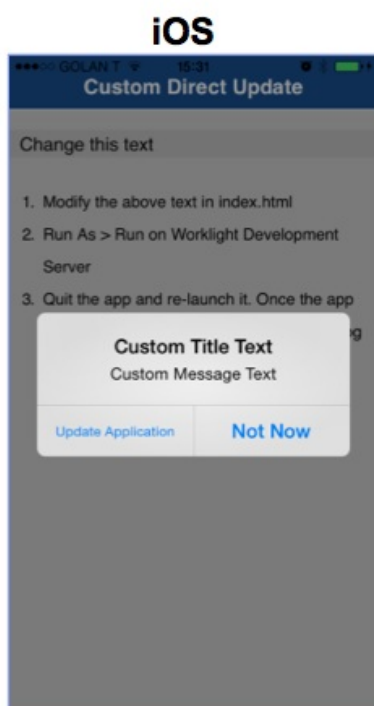 iOS
GOLAN T 15:31
Custom Direct Update
Change this text
1. Modify the above text in index.html
2. Run As > Run on Worklight Development
Server
3. Quit the app and re-launch it. Once the app
Custom Title Text
Custom Message Text
Update Application Not Now